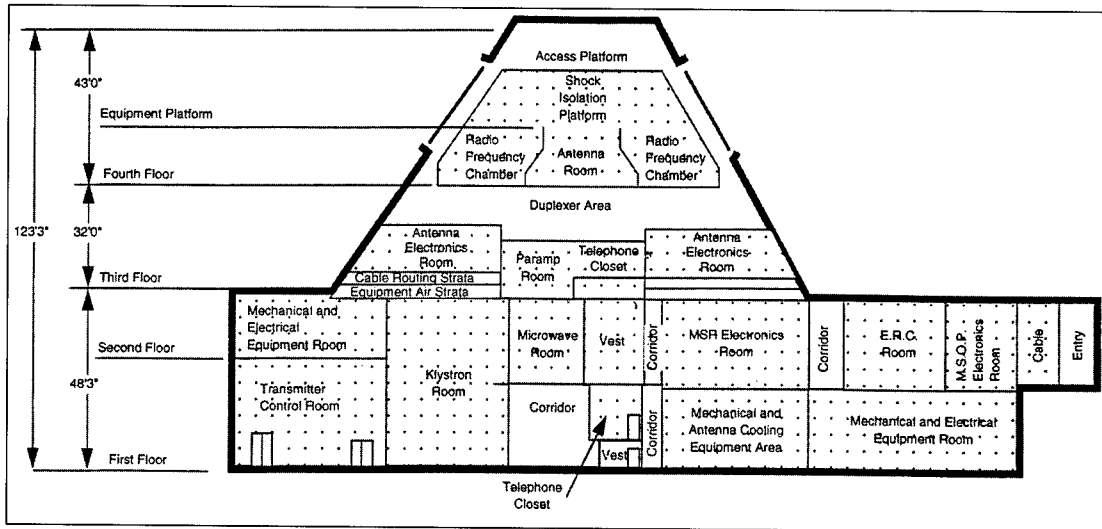 Access Platform
43'0"
Shock
Isolation
Platform
Equipment Platform
Radio
Frequency
Chamber
Antenna
Room
Radio
Frequency
Chamber
Fourth Floor
Duplexer Area
123'3"
32'0"
Antenna
Electronics
Room
Telephone
Closet
Antenna
Electronics
Room
Paramp
Room
Third Floor
Cable Routing Strata
Equipment Air Strata
Mechanical and
Electrical
Equipment Room
Microwave
Room
Vest
Corridor
MSR Electronics
Room
Corridor
E.R.C.
Room
M.S.O.P.
Electronics
Room
Cable
Entry
Second Floor
48'3"
Klystron
Room
Transmitter
Control Room
Corridor
Corridor
Mechanical and
Antenna Cooling
Equipment Area
Mechanical and Electrical
Equipment Room
Vest
First Floor
Telephone
Closet